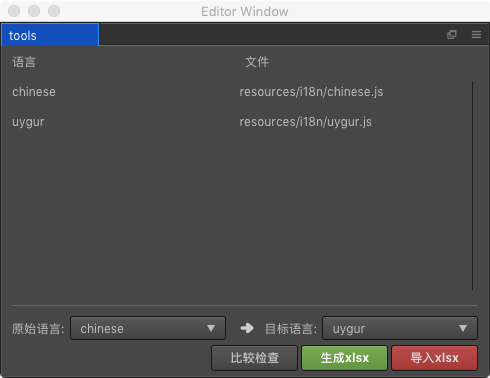 Editor Window
tools
语言 文件
chinese resources/i18n/chinese.js
uygur resources/i18n/uygur.js
原始语言: chinese 目标语言: uygur
比较检查 生成xlsx 导入xlsx